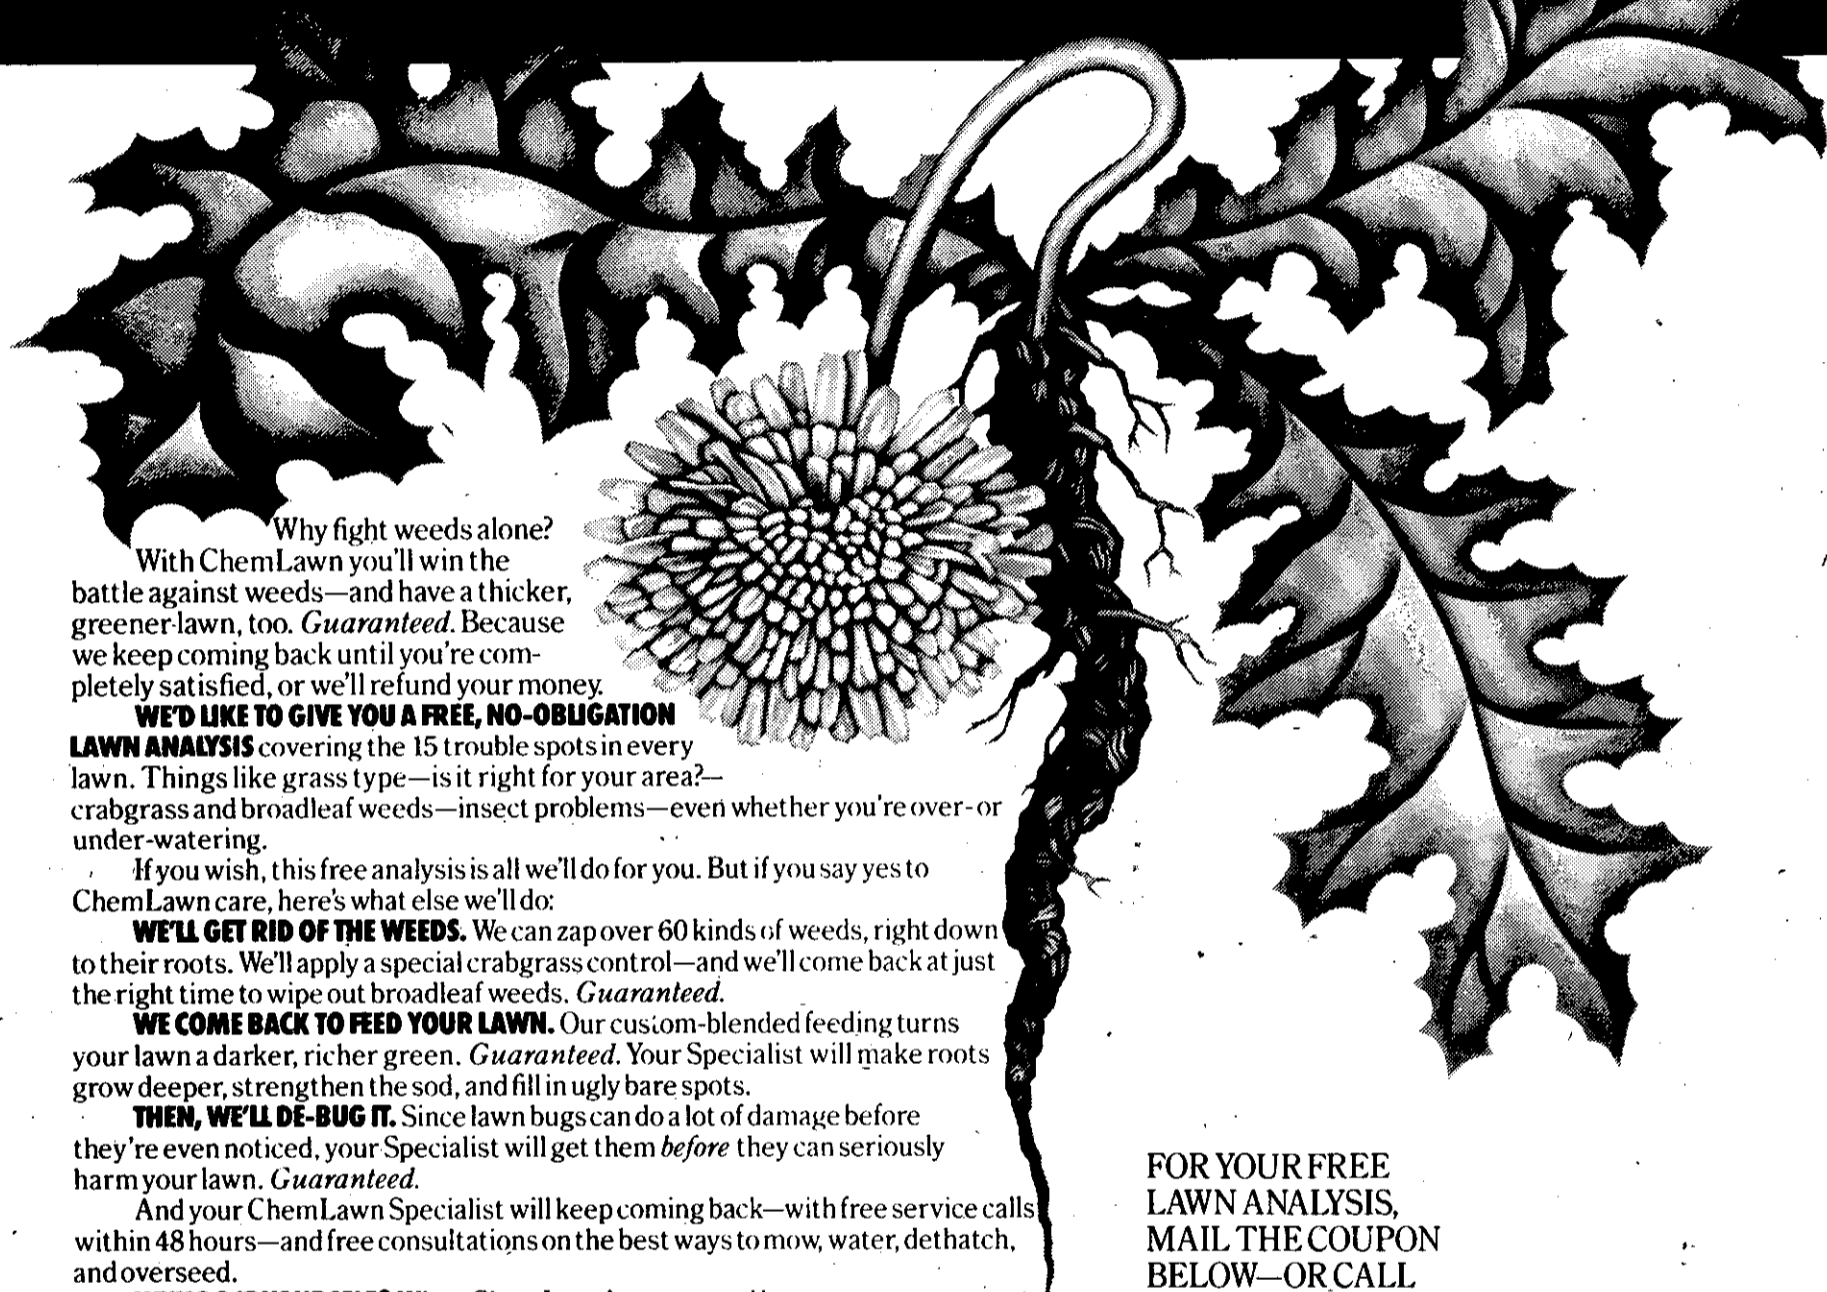 Why fight weeds alone?
With ChemLawn you'll win the
battle against weeds—and have a thicker,
greener lawn, too. Guaranteed. Because
we keep coming back until you're com-
pletely satisfied, or we'll refund your money.
WE'D LIKE TO GIVE YOU A FREE, NO-OBLIGATION
LAWN ANALYSIS covering the 15 trouble spots in every
lawn. Things like grass type—is it right for your area?—
crabgrass and broadleaf weeds—insect problems—even whether you're over- or
under-watering.
If you wish, this free analysis is all we'll do for you. But if you say yes to
ChemLawn care, here's what else we'll do:
WE'LL GET RID OF THE WEEDS. We can zap over 60 kinds of weeds, right down
to their roots. We'll apply a special crabgrass control—and we'll come back at just
the right time to wipe out broadleaf weeds. Guaranteed.
WE COME BACK TO FEED YOUR LAWN. Our custom-blended feeding turns
your lawn a darker, richer green. Guaranteed. Your Specialist will make roots
grow deeper, strengthen the sod, and fill in ugly bare spots.
THEN, WE'LL DE-BUG IT. Since lawn bugs can do a lot of damage before
they're even noticed, your Specialist will get them before they can seriously
harm your lawn. Guaranteed.
And your ChemLawn Specialist will keep coming back—with free service calls
within 48 hours—and free consultations on the best ways to mow, water, dethatch,
and overseed.
FOR YOUR FREE
LAWN ANALYSIS,
MAIL THE COUPON
BELOW—OR CALL